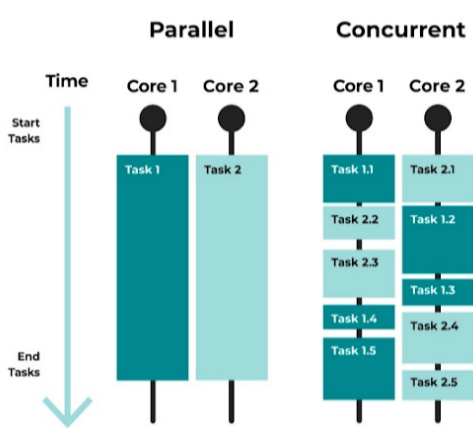 Parallel
Concurrent
Time
Core 1
Core 2
Core 1
Core 2
Start
Tasks
Task 1
Task 2
Task 1.1
Task 2.1
Task 2.2
Task 1.2
Task 2.3
Task 1.3
Task 1.4
Task 2.4
Task 1.5
Task 2.5
End
Tasks